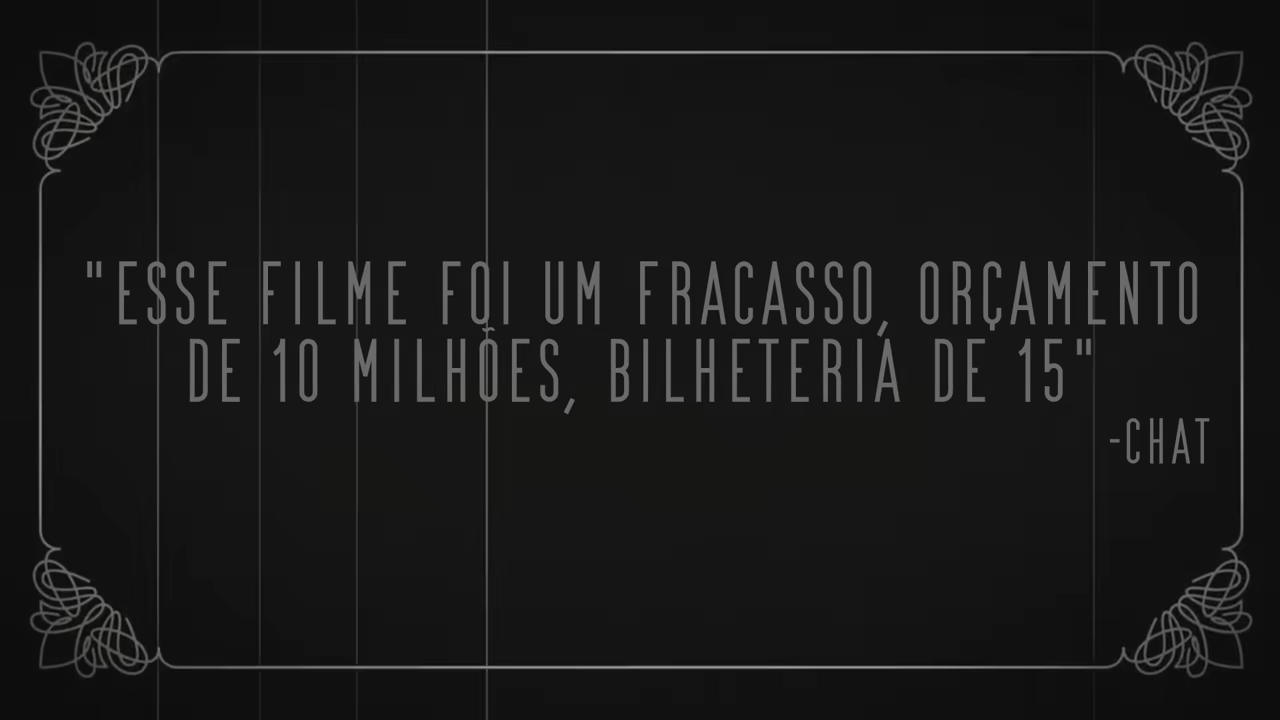 "ESSE FILME FOI UM FRACASSO, ORÇAMENTO
DE 10 MILHÕES, BILHETERIA DE 15"
-CHAT